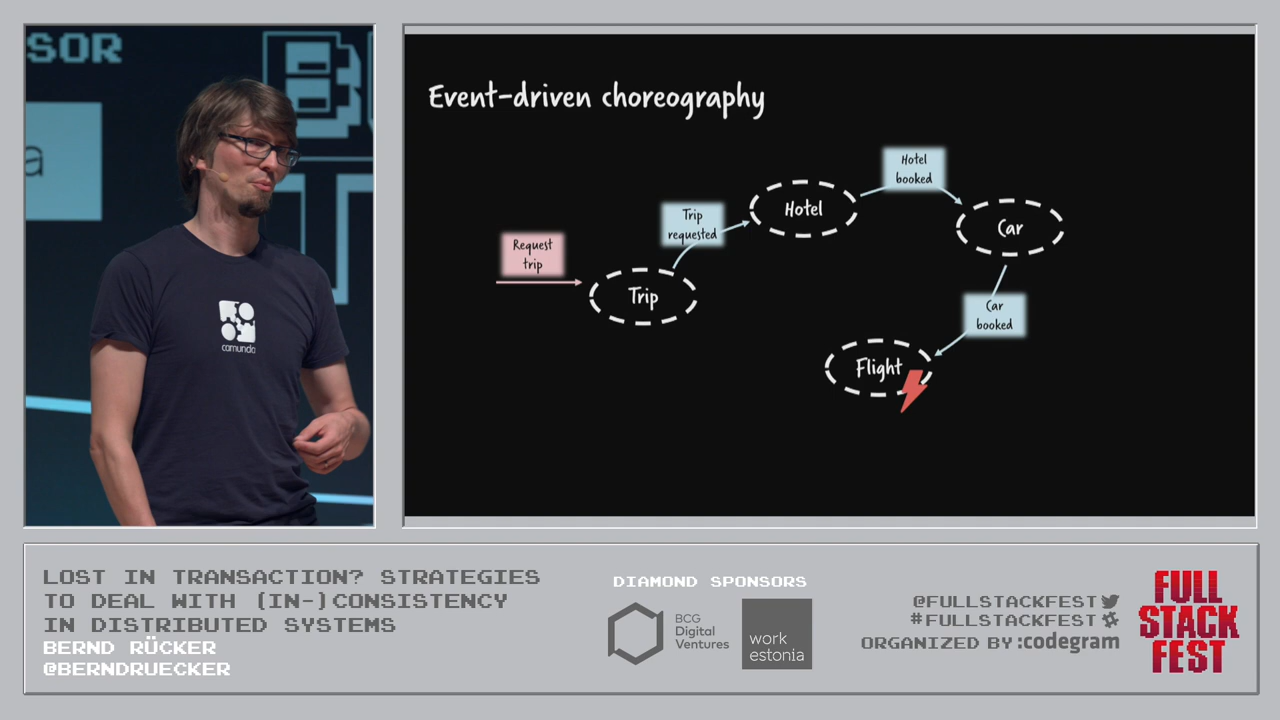 SOR
a
camunda
Event-driven choreography
Hotel
booked
Trip
requested
Hotel
Car
Request
trip
Trip
Car
booked
Flight
LOST IN TRANSACTION? STRATEGIES
TO DEAL WITH (IN-)CONSISTENCY
IN DISTRIBUTED SYSTEMS
BERND RÜCKER
@BERNDRUECKER
DIAMOND SPONSORS
BCG
Digital
Ventures
work
estonia
@FULLSTACKFEST
#FULLSTACKFEST
ORGANIZED BY :codegram
FULL
STACK
FEST